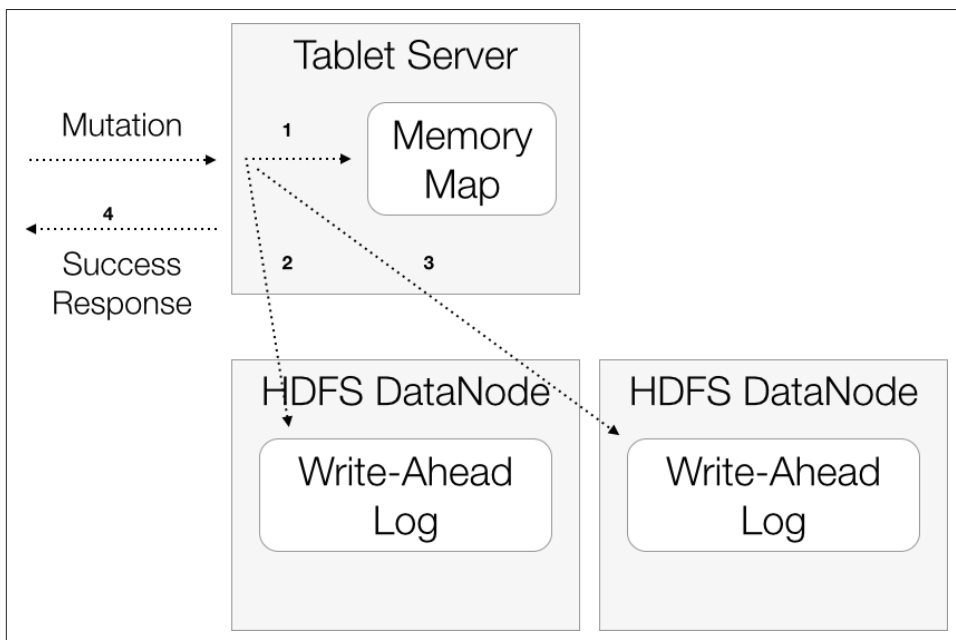 Tablet Server
Mutation
1
Memory
Map
4
Success
Response
2
3
HDFS DataNode
HDFS DataNode
Write-Ahead
Log
Write-Ahead
Log